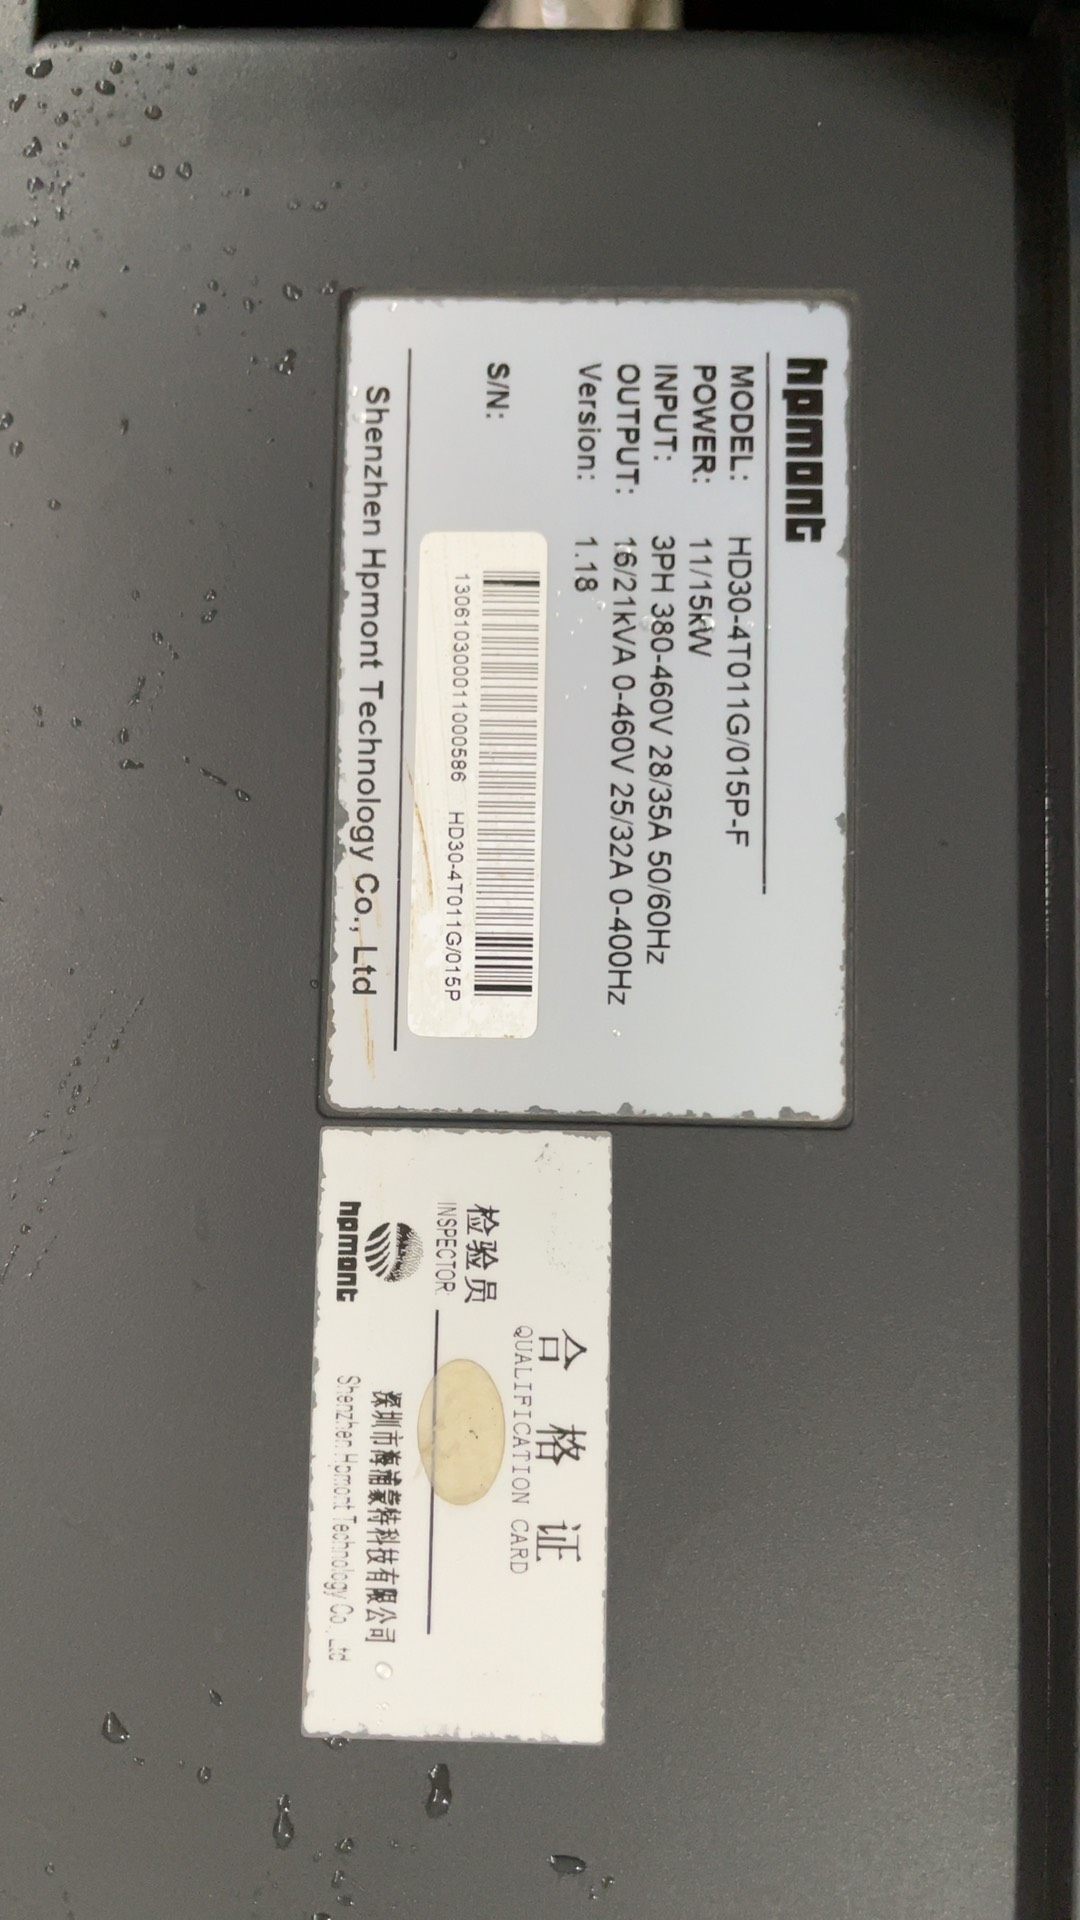 hpmont
MODEL: HD30-4T011G/015P-F
POWER: 11/15kW
INPUT: 3PH 380-460V 28/35A 50/60Hz
OUTPUT: 16/21kVA 0-460V 25/32A 0-400Hz
Version: 1.18
S/N:
13061030001100586 HD30-4T011G/015P
Shenzhen Hpmont Technology Co., Ltd
合格证
QUALIFICATION CARD
检验员
INSPECTOR:
hpmont
深圳市海浦蒙特科技有限公司
Shenzhen Hpmont Technology Co., Ltd